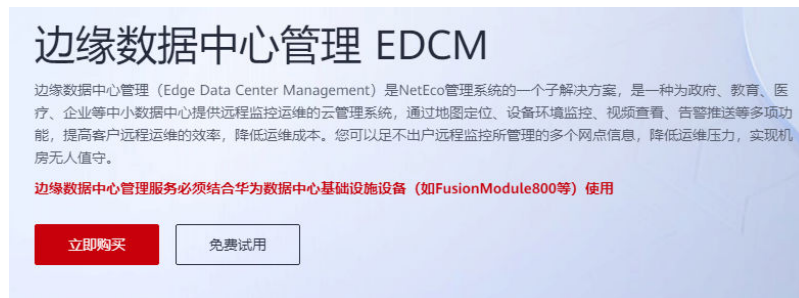 边缘数据中心管理 EDCM
边缘数据中心管理（Edge Data Center Management）是NetEco管理系统的一个子解决方案，是一种为政府、教育、医
疗、企业等中小数据中心提供远程监控运维的云管理系统，通过地图定位、设备环境监控、视频查看、告警推送等多项功
能，提高客户远程运维的效率，降低运维成本。您可以足不出户远程监控所管理的多个网点信息，降低运维压力，实现机
房无人值守。
边缘数据中心管理服务必须结合华为数据中心基础设施设备（如FusionModule800等）使用
立即购买
免费试用